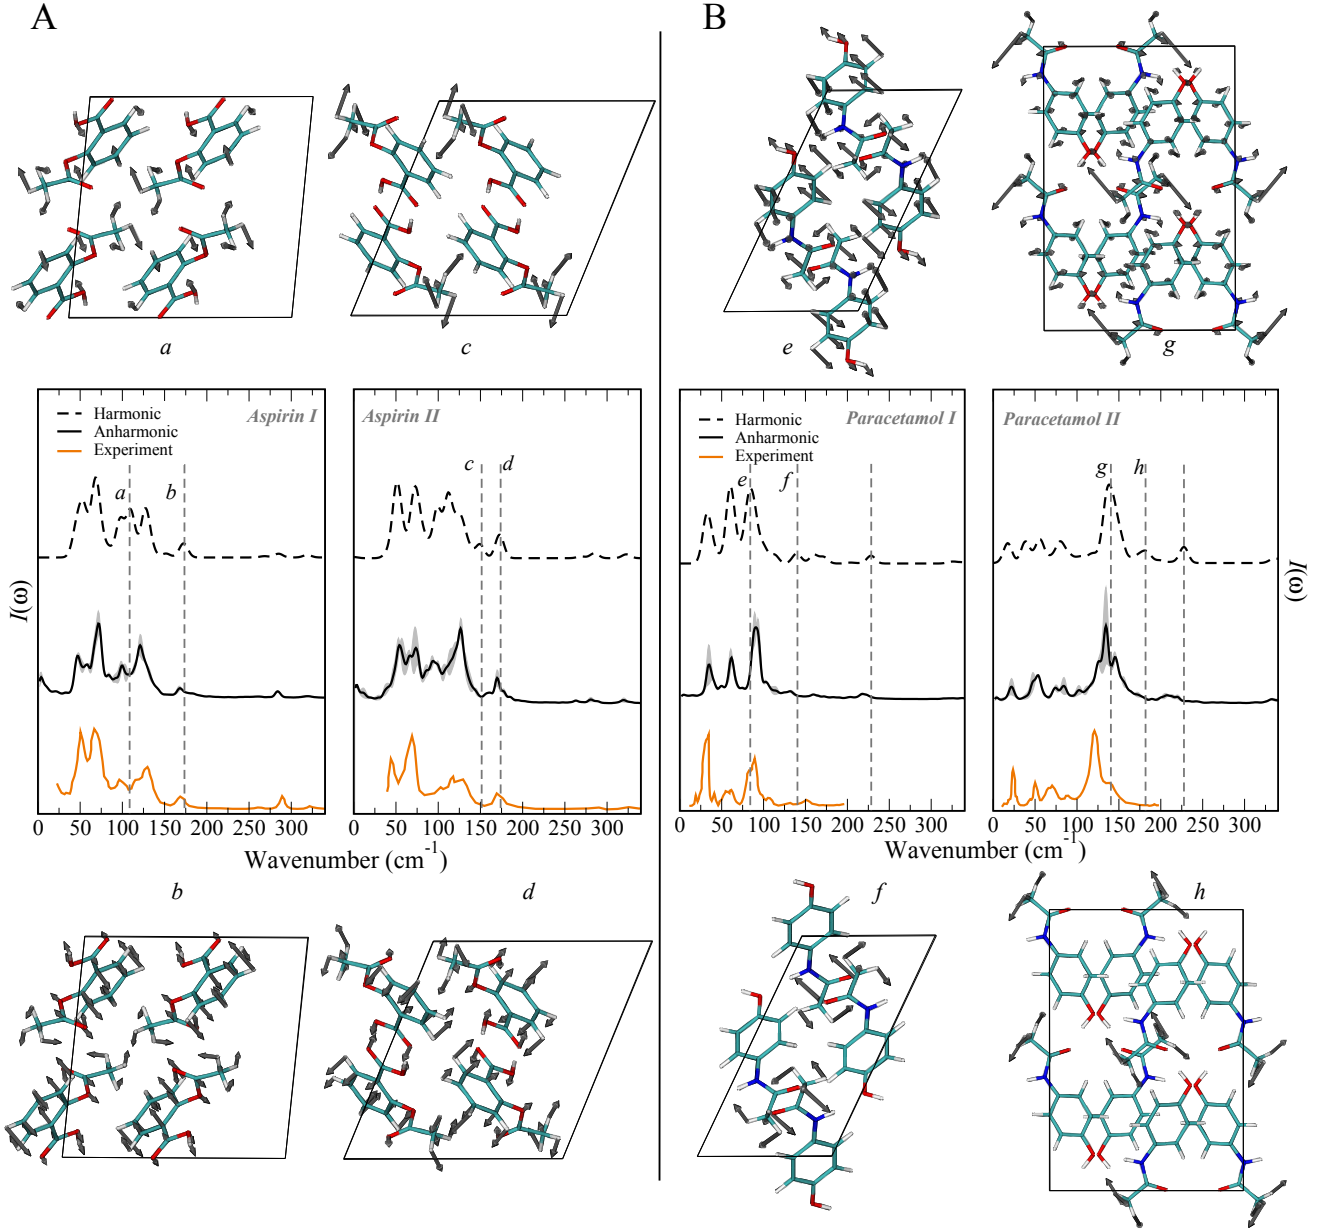 A
B
a
c
e
g
Harmonic
Anharmonic
Experiment
Aspirin I
a
b
Aspirin II
c
d
Harmonic
Anharmonic
Experiment
Paracetamol I
e
f
Paracetamol II
g
h
I(ω)
I(ω)
0 50 100 150 200 250 300
0 50 100 150 200 250 300
0 50 100 150 200 250 300
0 50 100 150 200 250 300
Wavenumber (cm⁻¹)
Wavenumber (cm⁻¹)
b
d
f
h